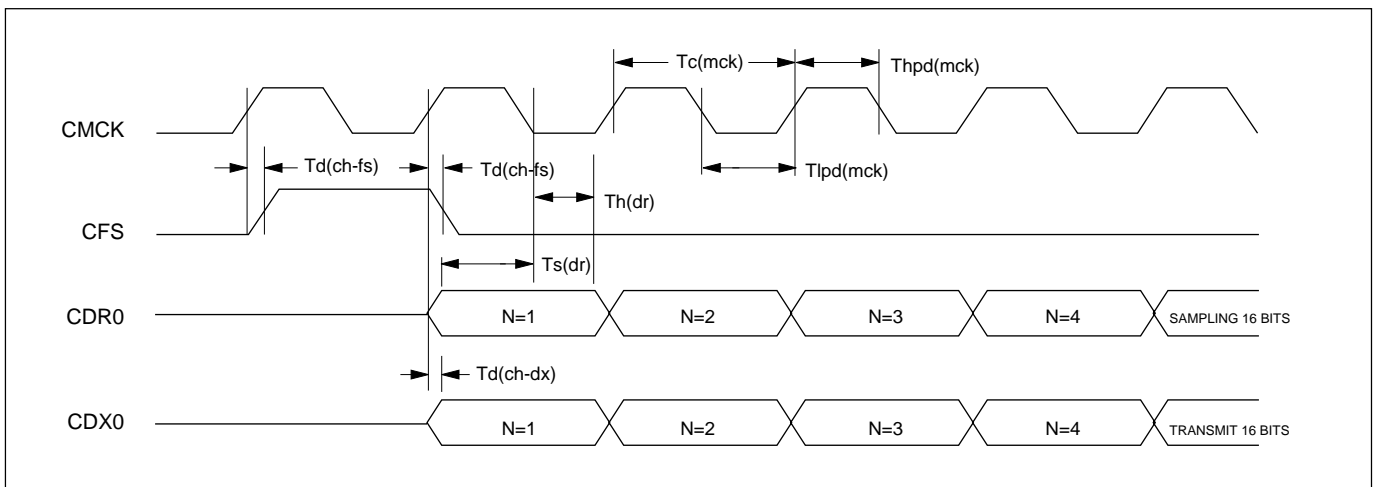 Tc(mck)
Thpd(mck)
CMCK
Td(ch-fs)
Td(ch-fs)
Tlpd(mck)
Th(dr)
CFS
Ts(dr)
CDR0
N=1
N=2
N=3
N=4
SAMPLING 16 BITS
Td(ch-dx)
CDX0
N=1
N=2
N=3
N=4
TRANSMIT 16 BITS